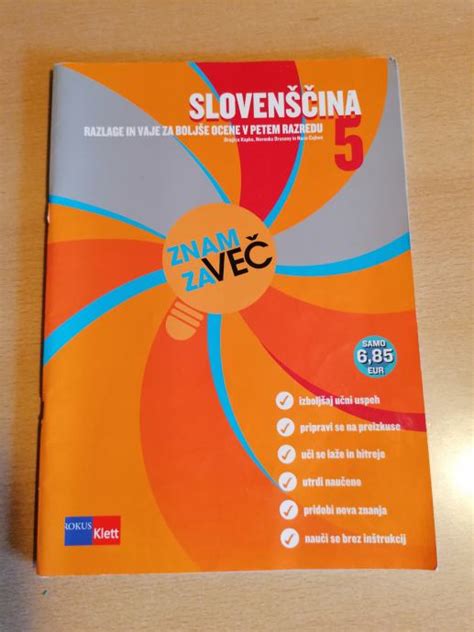 SLOVENŠČINA
RAZLAGE IN VAJE ZA BOLJŠE OCENE V PETEM RAZREDU
5
ZNAM
ZA VEČ
SAMO
6,85
EUR
izboljšaj učni uspeh
pripravi se na preizkuse
uči se laže in hitreje
utrdi naučeno
pridobi nova znanja
nauči se brez inštrukcij
ROKUS
Klett